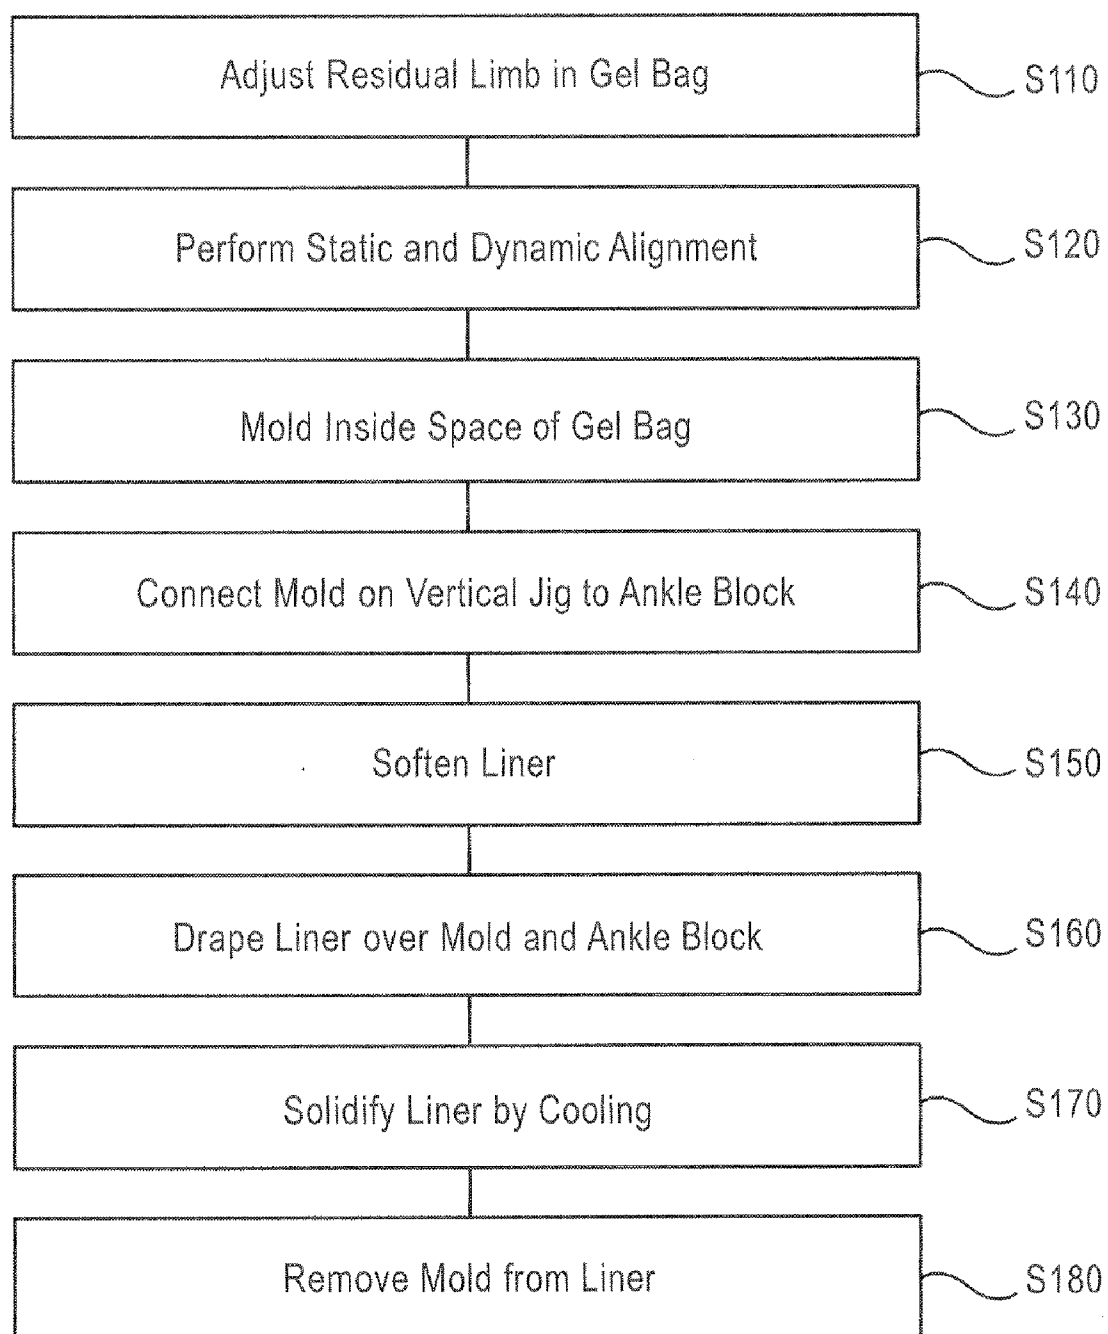 Adjust Residual Limb in Gel Bag
S110
Perform Static and Dynamic Alignment
S120
Mold Inside Space of Gel Bag
S130
Connect Mold on Vertical Jig to Ankle Block
S140
Soften Liner
S150
Drape Liner over Mold and Ankle Block
S160
Solidify Liner by Cooling
S170
Remove Mold from Liner
S180